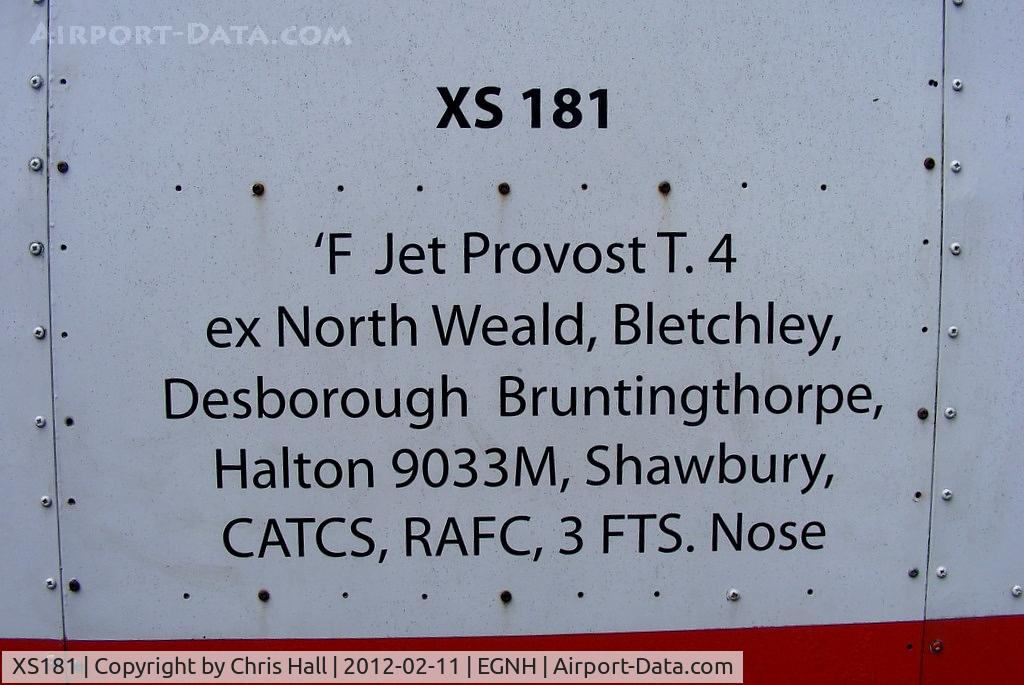 AIRPORT-DATA.COM
XS 181
‘F  Jet Provost T. 4
ex North Weald, Bletchley,
Desborough  Bruntingthorpe,
Halton 9033M, Shawbury,
CATCS, RAFC, 3 FTS. Nose
XS181 | Copyright by Chris Hall | 2012-02-11 | EGNH | Airport-Data.com